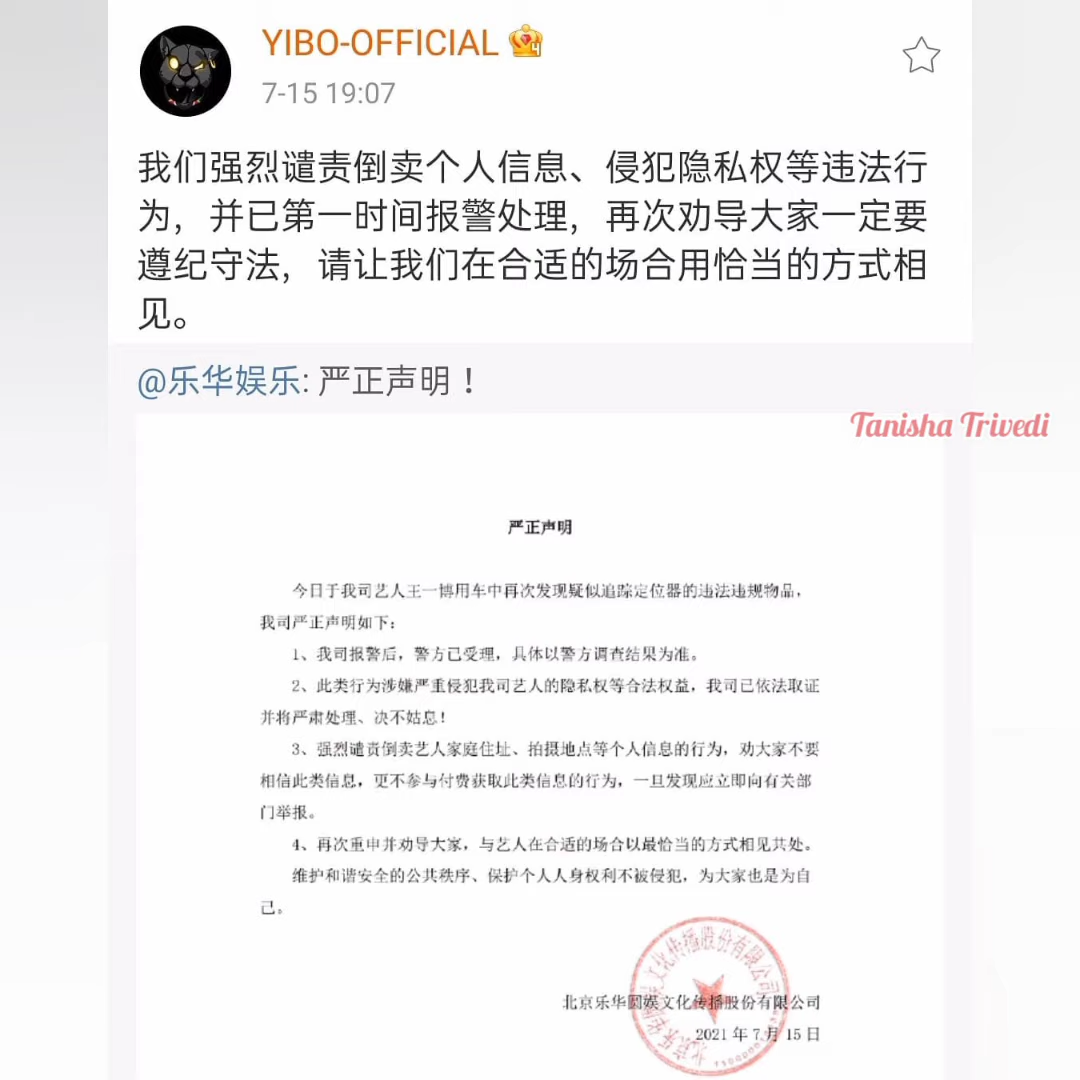 YIBO-OFFICIAL
4
7-15 19:07
我们强烈谴责倒卖个人信息、侵犯隐私权等违法行
为，并已第一时间报警处理，再次劝导大家一定要
遵纪守法，请让我们在合适的场合用恰当的方式相
见。
@乐华娱乐: 严正声明！
Tanisha Trivedi
严正声明
今日于我司艺人王一博用车中再次发现疑似追踪定位器的违法违规物品，
我司严正声明如下：
1、我司报警后，警方已受理，具体以警方调查结果为准。
2、此类行为涉嫌严重侵犯我司艺人的隐私权等合法权益，我司已依法取证
并将严肃处理、决不姑息！
3、强烈谴责倒卖艺人家庭住址、拍摄地点等个人信息的行为，劝大家不要
相信此类信息，更不参与付费获取此类信息的行为，一旦发现应立即向有关部
门举报。
4、再次重申并劝导大家，与艺人在合适的场合以最恰当的方式相见共处。
维护和谐安全的公共秩序、保护个人人身权利不被侵犯，为大家也是为自
己。
北京乐华圆娱文化传播股份有限公司
2021 年 7 月 15 日